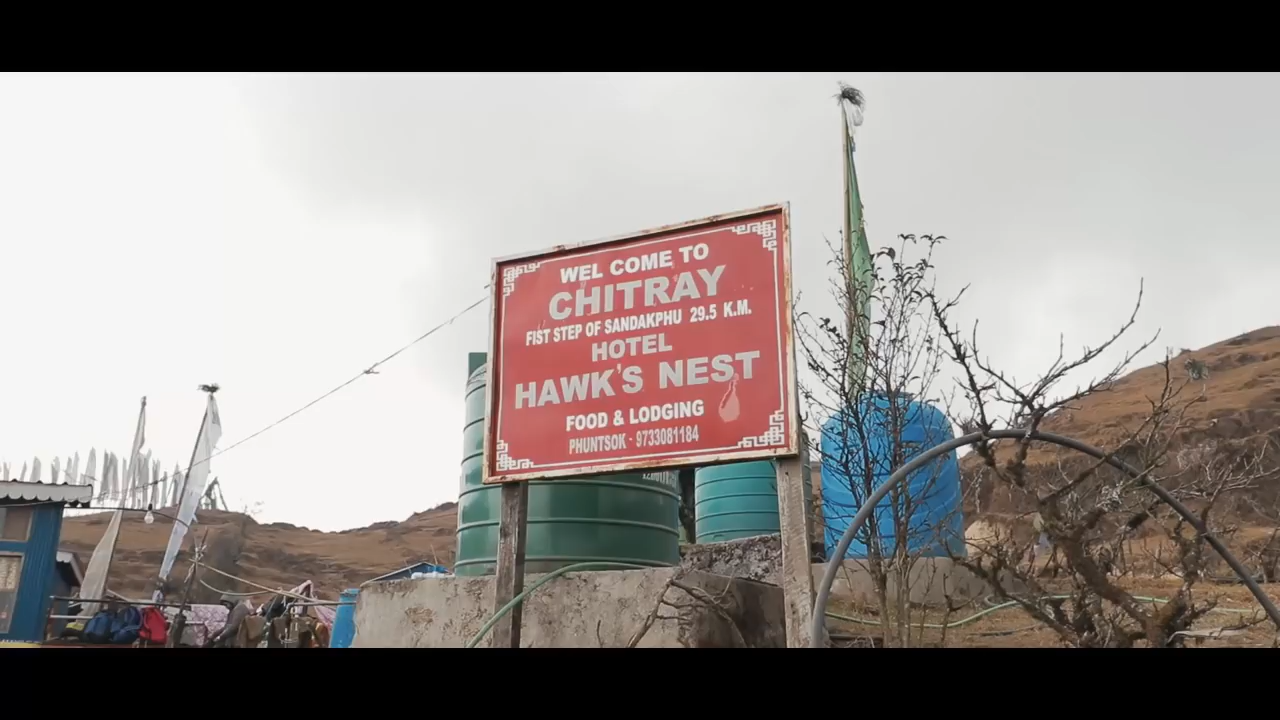 WEL COME TO
CHITRAY
FIST STEP OF SANDAKPHU 29.5 K.M.
HOTEL
HAWK'S NEST
FOOD & LODGING
PHUNTSOK - 9733081184